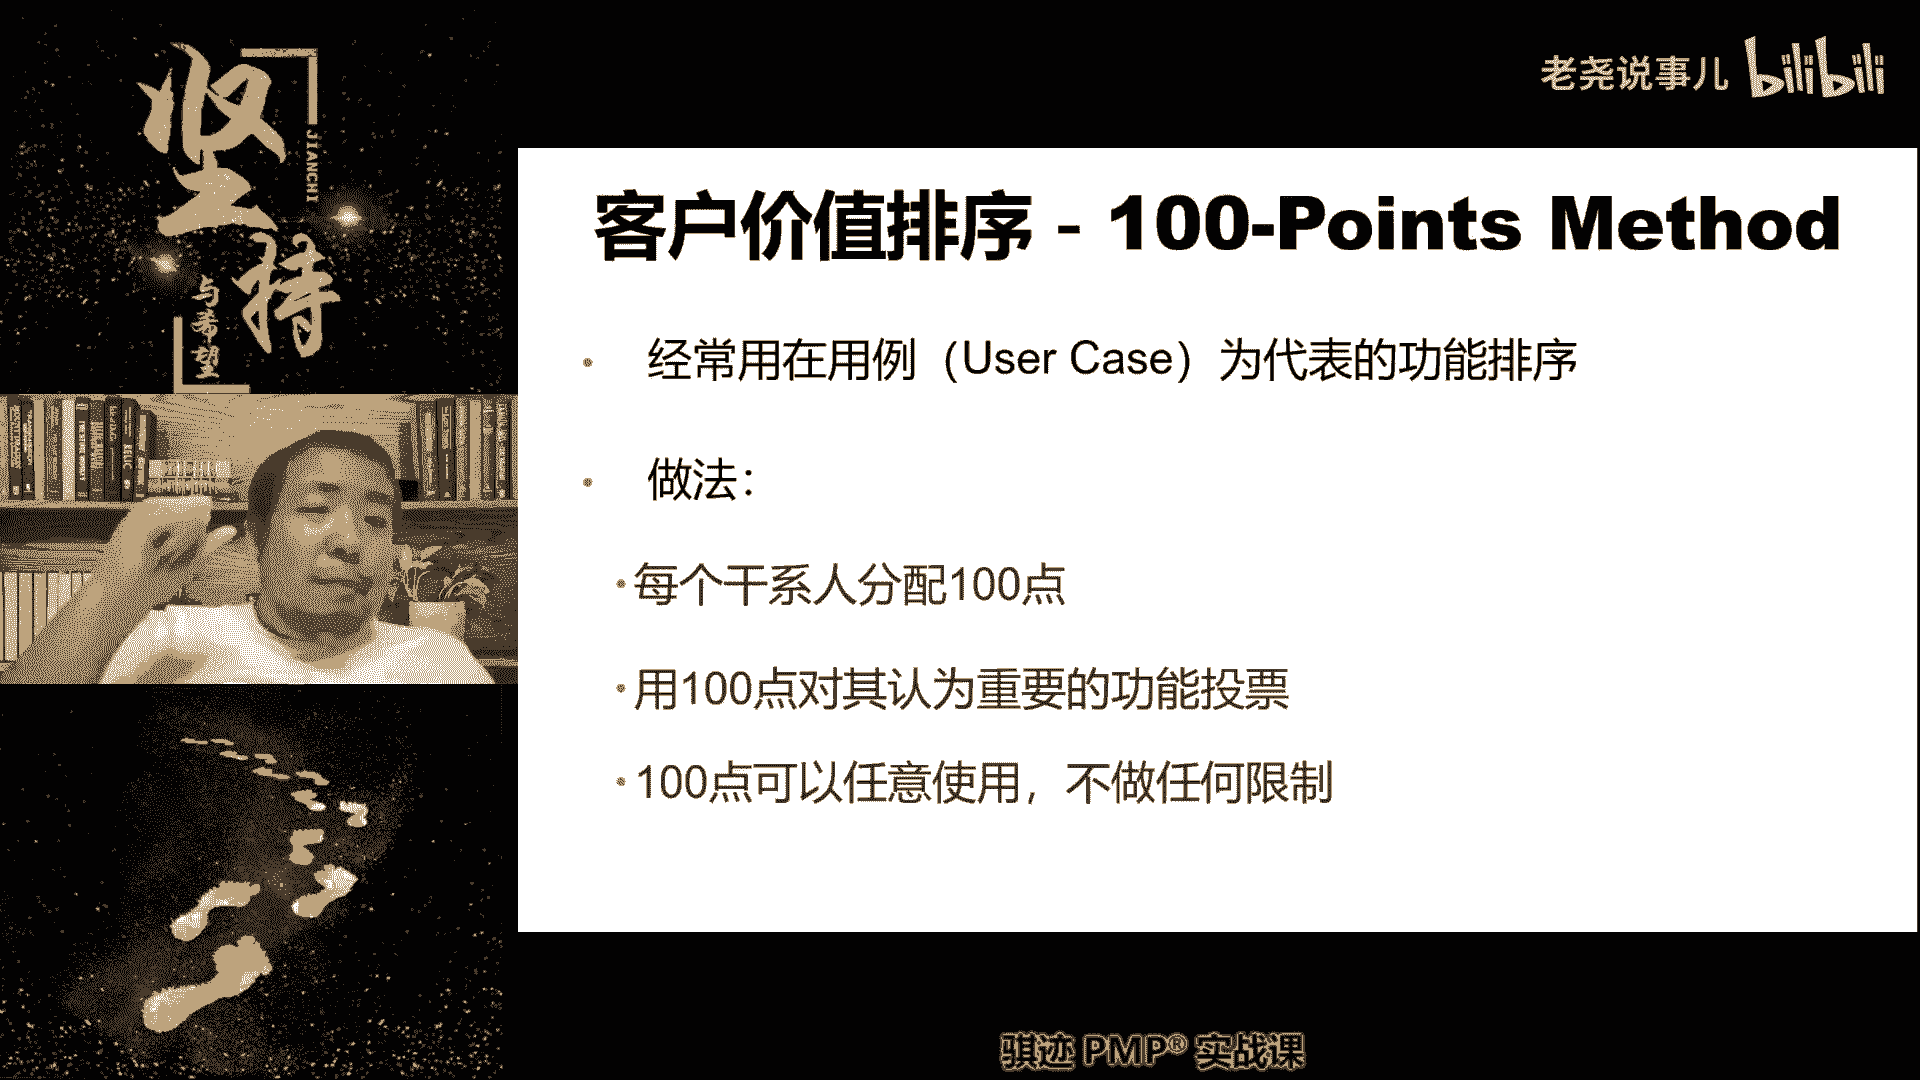 坚持
JIANCHI
与希望
老尧说事儿 bilibili
客户价值排序 - 100-Points Method
• 经常用在用例（User Case）为代表的功能排序
• 做法：
• 每个干系人分配100点
• 用100点对其认为重要的功能投票
• 100点可以任意使用，不做任何限制
骐迹 PMP® 实战课